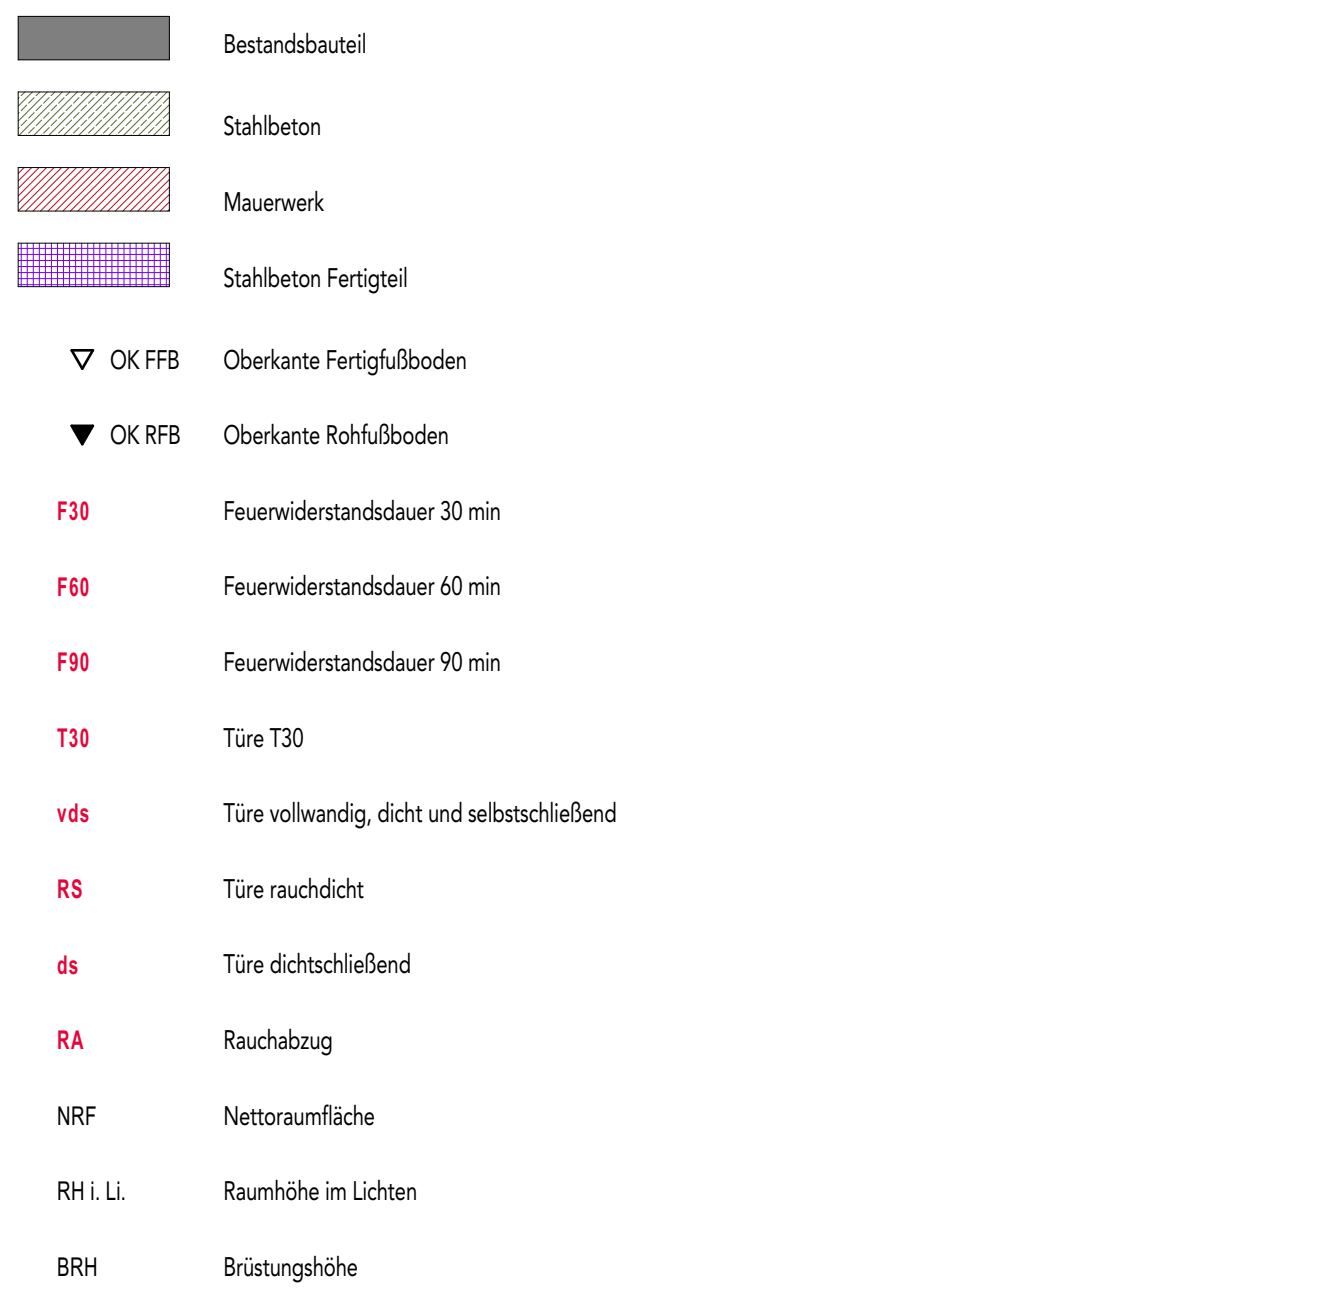 Bestandsbauteil
Stahlbeton
Mauerwerk
Stahlbeton Fertigteil
OK FFB Oberkante Fertigfußboden
OK RFB Oberkante Rohfußboden
F30 Feuerwiderstandsdauer 30 min
F60 Feuerwiderstandsdauer 60 min
F90 Feuerwiderstandsdauer 90 min
T30 Türe T30
vds Türe vollwandig, dicht und selbstschließend
RS Türe rauchdicht
ds Türe dichtschließend
RA Rauchabzug
NRF Nettoraumfläche
RH i. Li. Raumhöhe im Lichten
BRH Brüstungshöhe